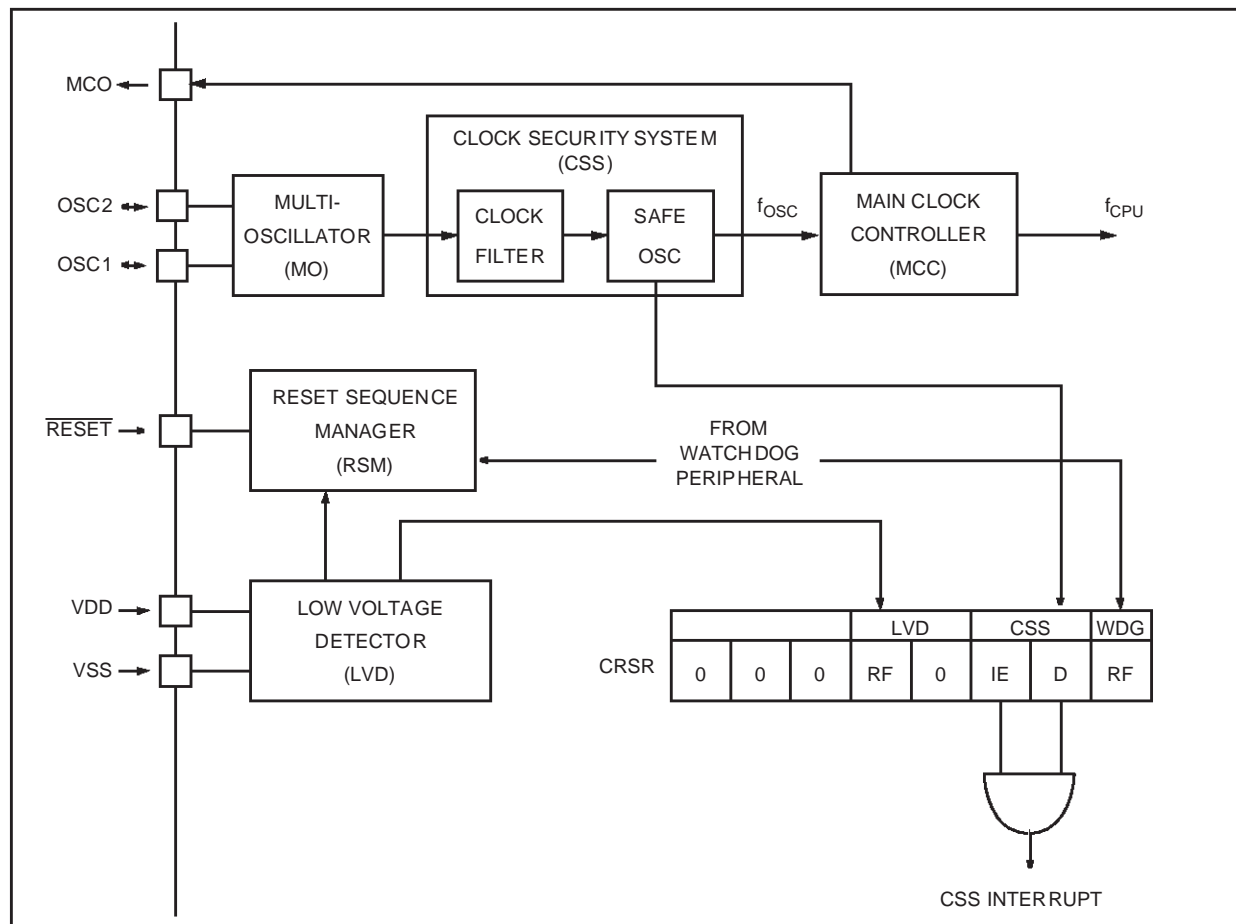 MCO
CLOCK SECURITY SYSTEM
(CSS)
OSC2
OSC1
MULTI-
OSCILLATOR
(MO)
CLOCK
FILTER
SAFE
OSC
fOSC
MAIN CLOCK
CONTROLLER
(MCC)
fCPU
RESET
RESET SEQUENCE
MANAGER
(RSM)
FROM
WATCHDOG
PERIPHERAL
VDD
VSS
LOW VOLTAGE
DETECTOR
(LVD)
LVD CSS WDG
CRSR 0 0 0 RF 0 IE D RF
CSS INTERRUPT